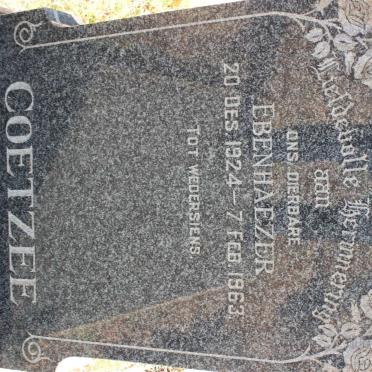 Liefdevolle Herinnering
aan
ONS DIERBARE
EBENHAEZER
20 DES. 1924 – 7 FEB. 1963
TOT WEDERSIENS
COETZEE